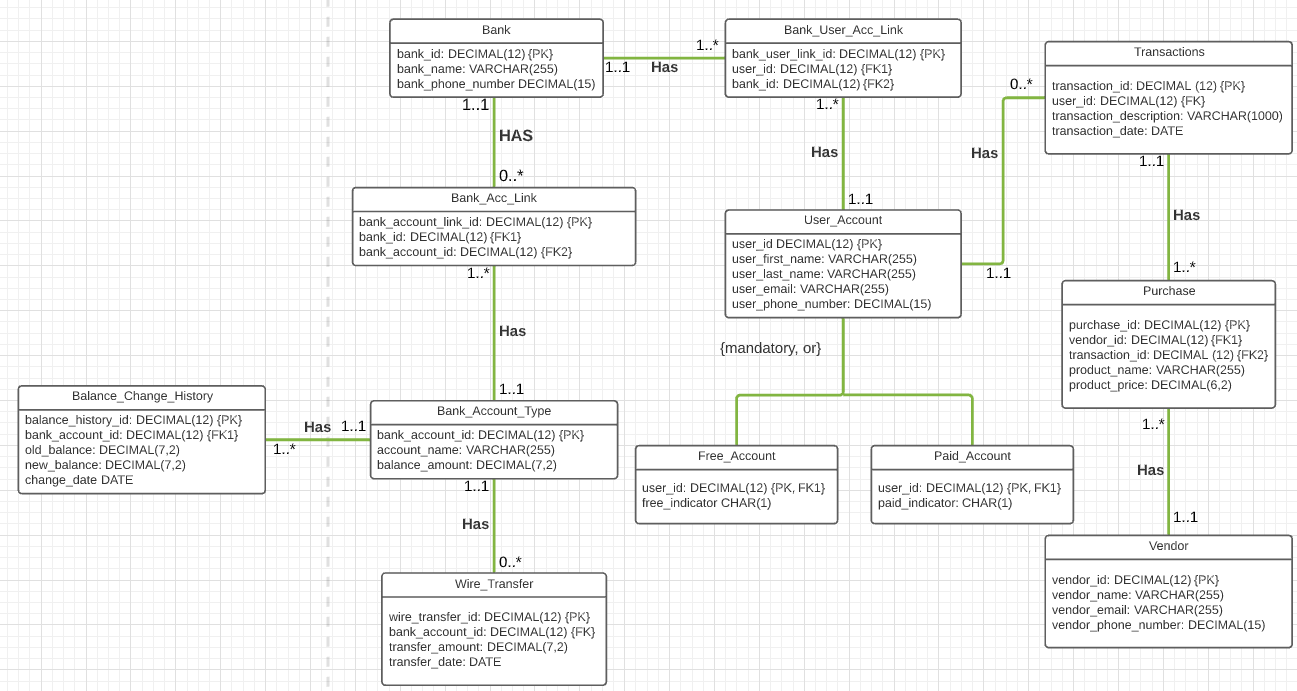 Bank
bank_id: DECIMAL(12) {PK}
bank_name: VARCHAR(255)
bank_phone_number DECIMAL(15)
1..1
Has
1..*
Bank_User_Acc_Link
bank_user_link_id: DECIMAL(12) {PK}
user_id: DECIMAL(12) {FK1}
bank_id: DECIMAL(12) {FK2}
Transactions
transaction_id: DECIMAL (12) {PK}
user_id: DECIMAL(12) {FK}
transaction_description: VARCHAR(1000)
transaction_date: DATE
1..1
HAS
0..*
1..*
Has
1..1
0..*
Has
1..1
1..1
Has
1..*
Bank_Acc_Link
bank_account_link_id: DECIMAL(12) {PK}
bank_id: DECIMAL(12) {FK1}
bank_account_id: DECIMAL(12) {FK2}
User_Account
user_id DECIMAL(12) {PK}
user_first_name: VARCHAR(255)
user_last_name: VARCHAR(255)
user_email: VARCHAR(255)
user_phone_number: DECIMAL(15)
Purchase
purchase_id: DECIMAL(12) {PK}
vendor_id: DECIMAL(12) {FK1}
transaction_id: DECIMAL (12) {FK2}
product_name: VARCHAR(255)
product_price: DECIMAL(6,2)
1..*
Has
1..1
{mandatory, or}
Balance_Change_History
balance_history_id: DECIMAL(12) {PK}
bank_account_id: DECIMAL(12) {FK1}
old_balance: DECIMAL(7,2)
new_balance: DECIMAL(7,2)
change_date DATE
Has
1..1
1..*
Bank_Account_Type
bank_account_id: DECIMAL(12) {PK}
account_name: VARCHAR(255)
balance_amount: DECIMAL(7,2)
Free_Account
user_id: DECIMAL(12) {PK, FK1}
free_indicator CHAR(1)
Paid_Account
user_id: DECIMAL(12) {PK, FK1}
paid_indicator: CHAR(1)
1..*
Has
1..1
1..1
Has
0..*
Wire_Transfer
wire_transfer_id: DECIMAL(12) {PK}
bank_account_id: DECIMAL(12) {FK}
transfer_amount: DECIMAL(7,2)
transfer_date: DATE
Vendor
vendor_id: DECIMAL(12) {PK}
vendor_name: VARCHAR(255)
vendor_email: VARCHAR(255)
vendor_phone_number: DECIMAL(15)